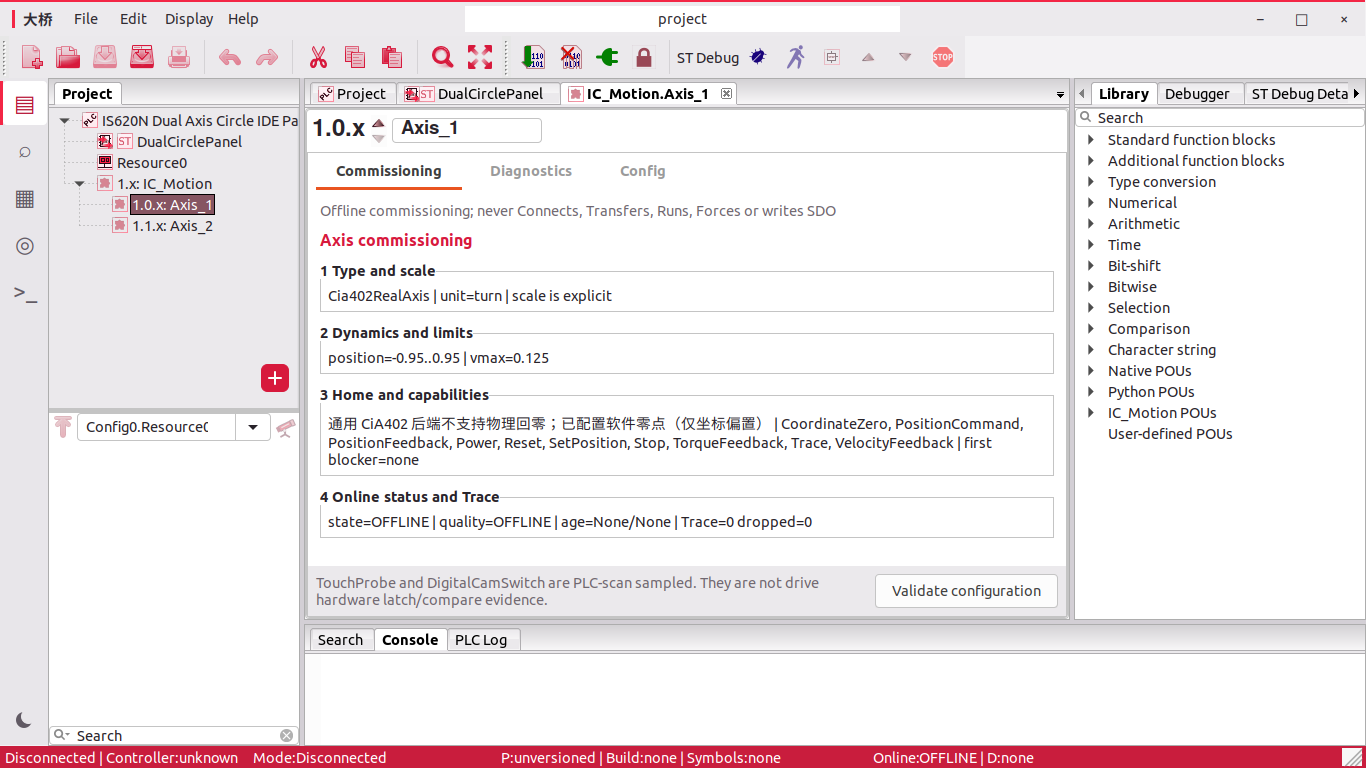 大桥 File Edit Display Help
project
ST Debug
STOP
Project
IS620N Dual Axis Circle IDE Pa
ST DualCirclePanel
Resource0
1.x: IC_Motion
1.0.x: Axis_1
1.1.x: Axis_2
Config0.Resource0
Search
Project
ST DualCirclePanel
IC_Motion.Axis_1
1.0.x
Axis_1
Commissioning Diagnostics Config
Offline commissioning; never Connects, Transfers, Runs, Forces or writes SDO
Axis commissioning
1 Type and scale
Cia402RealAxis | unit=turn | scale is explicit
2 Dynamics and limits
position=-0.95..0.95 | vmax=0.125
3 Home and capabilities
通用 CiA402 后端不支持物理回零；已配置软件零点（仅坐标偏置） | CoordinateZero, PositionCommand,
PositionFeedback, Power, Reset, SetPosition, Stop, TorqueFeedback, Trace, VelocityFeedback | first
blocker=none
4 Online status and Trace
state=OFFLINE | quality=OFFLINE | age=None/None | Trace=0 dropped=0
TouchProbe and DigitalCamSwitch are PLC-scan sampled. They are not drive
hardware latch/compare evidence.
Validate configuration
Search Console PLC Log
Library Debugger ST Debug Deta
Search
Standard function blocks
Additional function blocks
Type conversion
Numerical
Arithmetic
Time
Bit-shift
Bitwise
Selection
Comparison
Character string
Native POUs
Python POUs
IC_Motion POUs
User-defined POUs
Disconnected | Controller:unknown Mode:Disconnected P:unversioned | Build:none | Symbols:none Online:OFFLINE | D:none